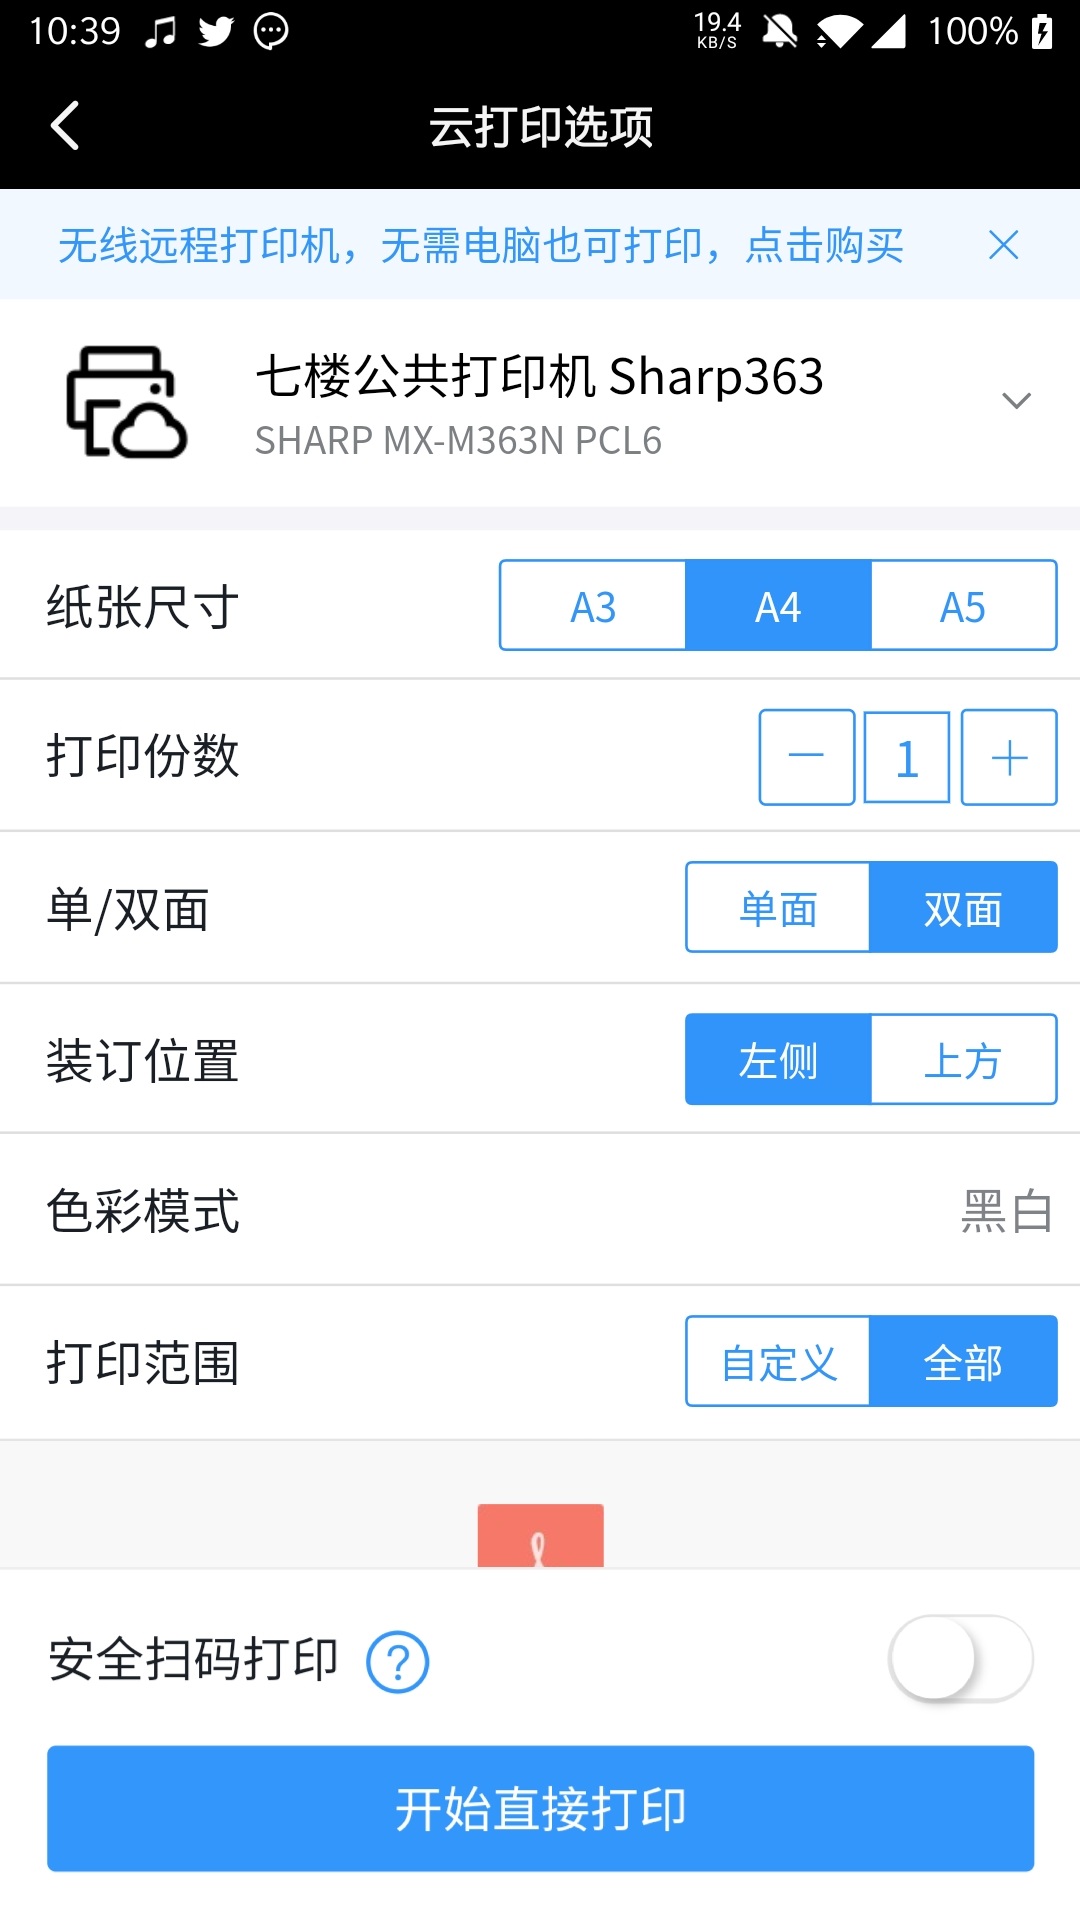 10:39
19.4
KB/S
100%
云打印选项
无线远程打印机，无需电脑也可打印，点击购买
七楼公共打印机 Sharp363
SHARP MX-M363N PCL6
纸张尺寸
A3
A4
A5
打印份数
1
单/双面
单面
双面
装订位置
左侧
上方
色彩模式
黑白
打印范围
自定义
全部
安全扫码打印 ?
开始直接打印